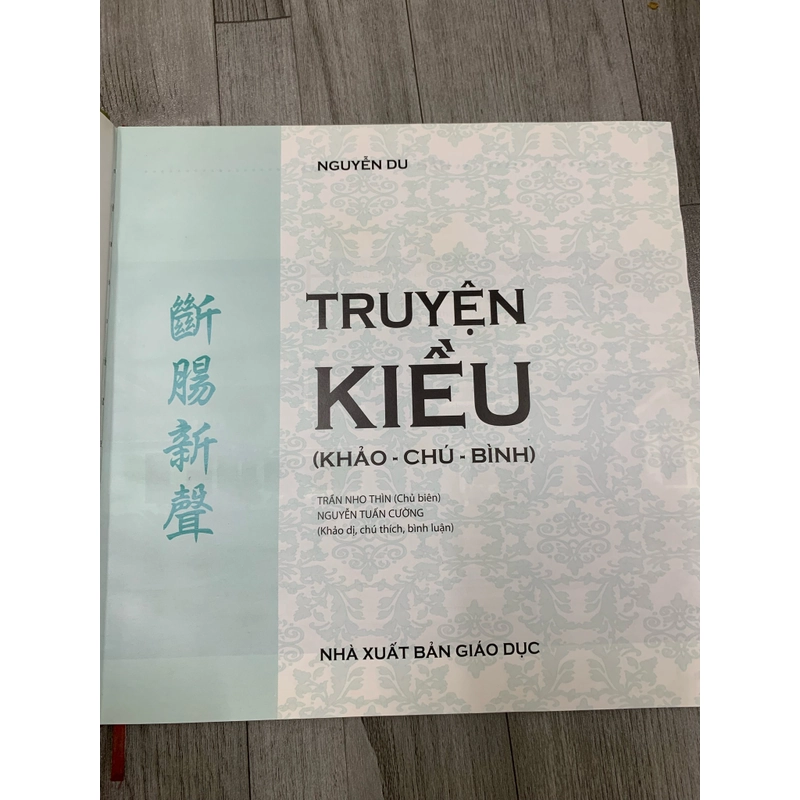 NGUYỄN DU
斷腸新聲
TRUYỆN
KIỀU
(KHẢO - CHÚ - BÌNH)
TRẦN NHO THÌN (Chủ biên)
NGUYỄN TUẤN CƯỜNG
(Khảo dị, chú thích, bình luận)
NHÀ XUẤT BẢN GIÁO DỤC